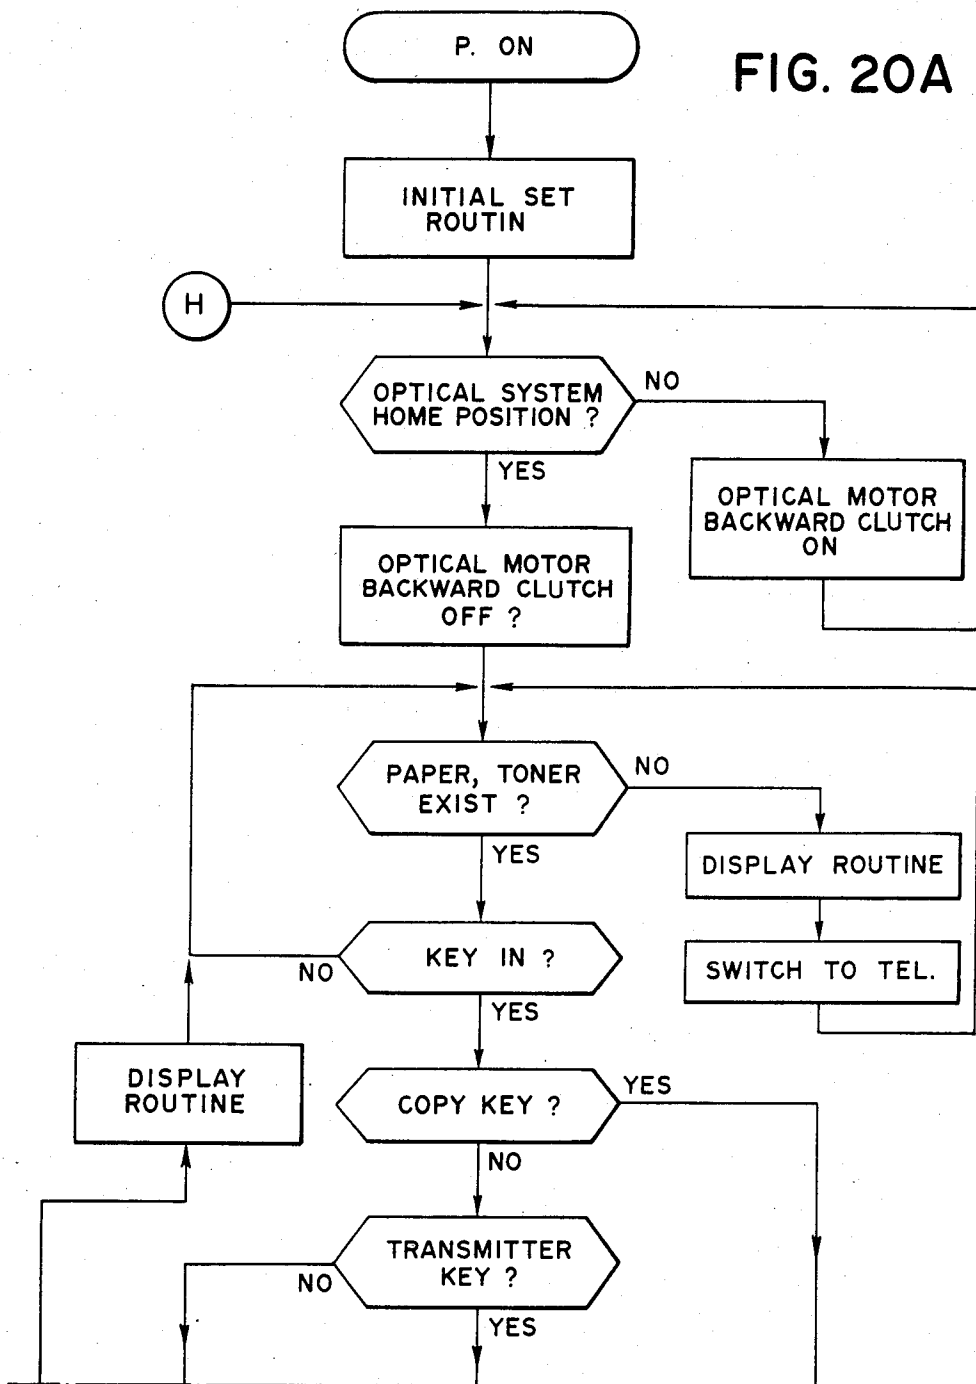 P. ON
FIG. 20A
INITIAL SET
ROUTIN
H
OPTICAL SYSTEM
HOME POSITION ?
NO
YES
OPTICAL MOTOR
BACKWARD CLUTCH
ON
OPTICAL MOTOR
BACKWARD CLUTCH
OFF ?
PAPER, TONER
EXIST ?
NO
YES
DISPLAY ROUTINE
SWITCH TO TEL.
KEY IN ?
NO
YES
DISPLAY
ROUTINE
COPY KEY ?
YES
NO
TRANSMITTER
KEY ?
NO
YES